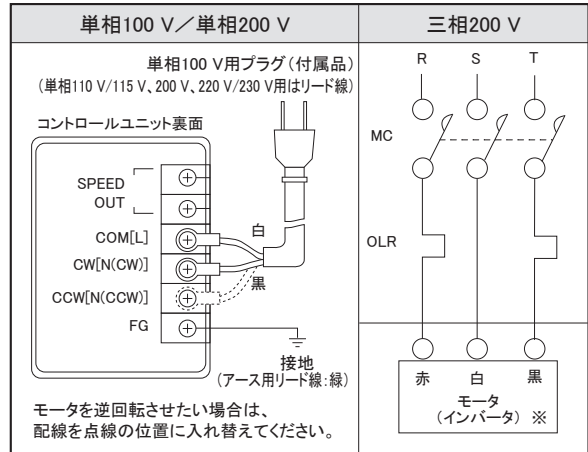 単相100 V／単相200 V
単相100 V用プラグ（付属品）
（単相110 V/115 V、200 V、220 V/230 V用はリード線）
コントロールユニット裏面
SPEED
OUT
COM[L]
CW[N(CW)]
CCW[N(CCW)]
FG
白
黒
接地
（アース用リード線：緑）
モータを逆回転させたい場合は、
配線を点線の位置に入れ替えてください。
三相200 V
R S T
MC
OLR
赤 白 黒
モータ
（インバータ） ※